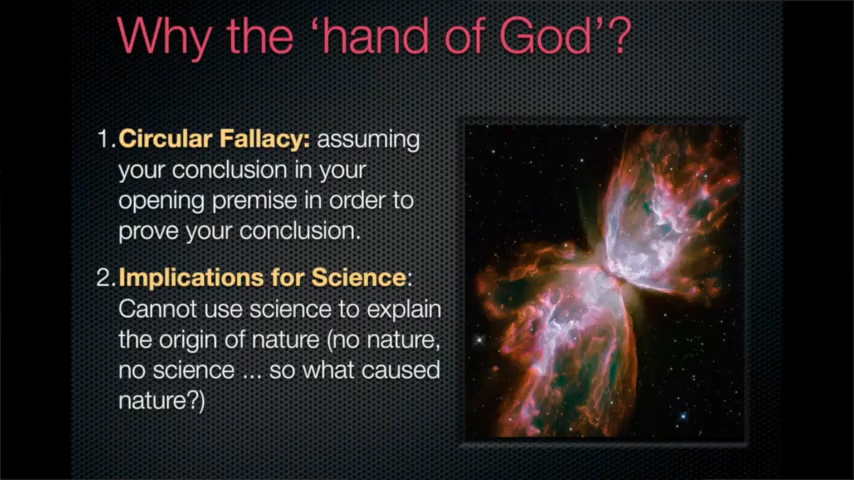 Why the ‘hand of God’?
1.Circular Fallacy: assuming
your conclusion in your
opening premise in order to
prove your conclusion.
2.Implications for Science:
Cannot use science to explain
the origin of nature (no nature,
no science ... so what caused
nature?)